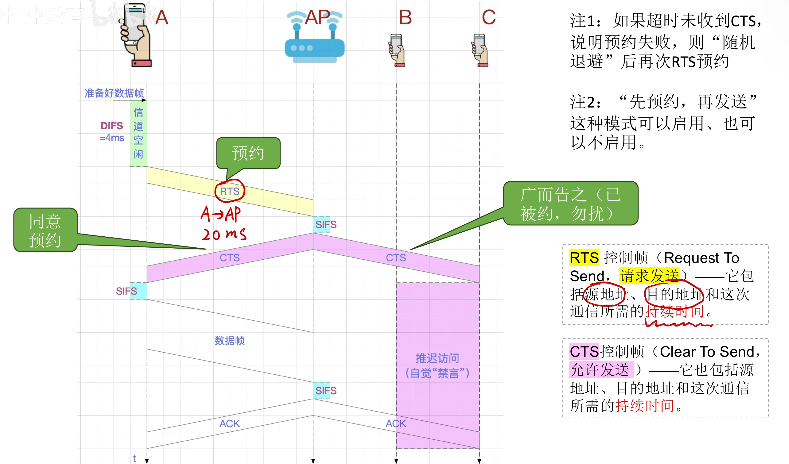 A
AP
B
C
准备好数据帧
DIFS
=4ms
信道空闲
预约
RTS
A→AP
20ms
SIFS
同意
预约
广而告之（已
被约，勿扰）
CTS
CTS
SIFS
数据帧
推迟访问
（自觉“禁言”）
SIFS
ACK
ACK
t
注1：如果超时未收到CTS，
说明预约失败，则“随机
退避”后再次RTS预约
注2：“先预约，再发送”
这种模式可以启用、也可
以不启用。
RTS 控制帧（Request To
Send，请求发送）——它包
括源地址、目的地址和这次
通信所需的持续时间。
CTS控制帧（Clear To Send，
允许发送 ）——它也包括源
地址、目的地址和这次通信
所需的持续时间。